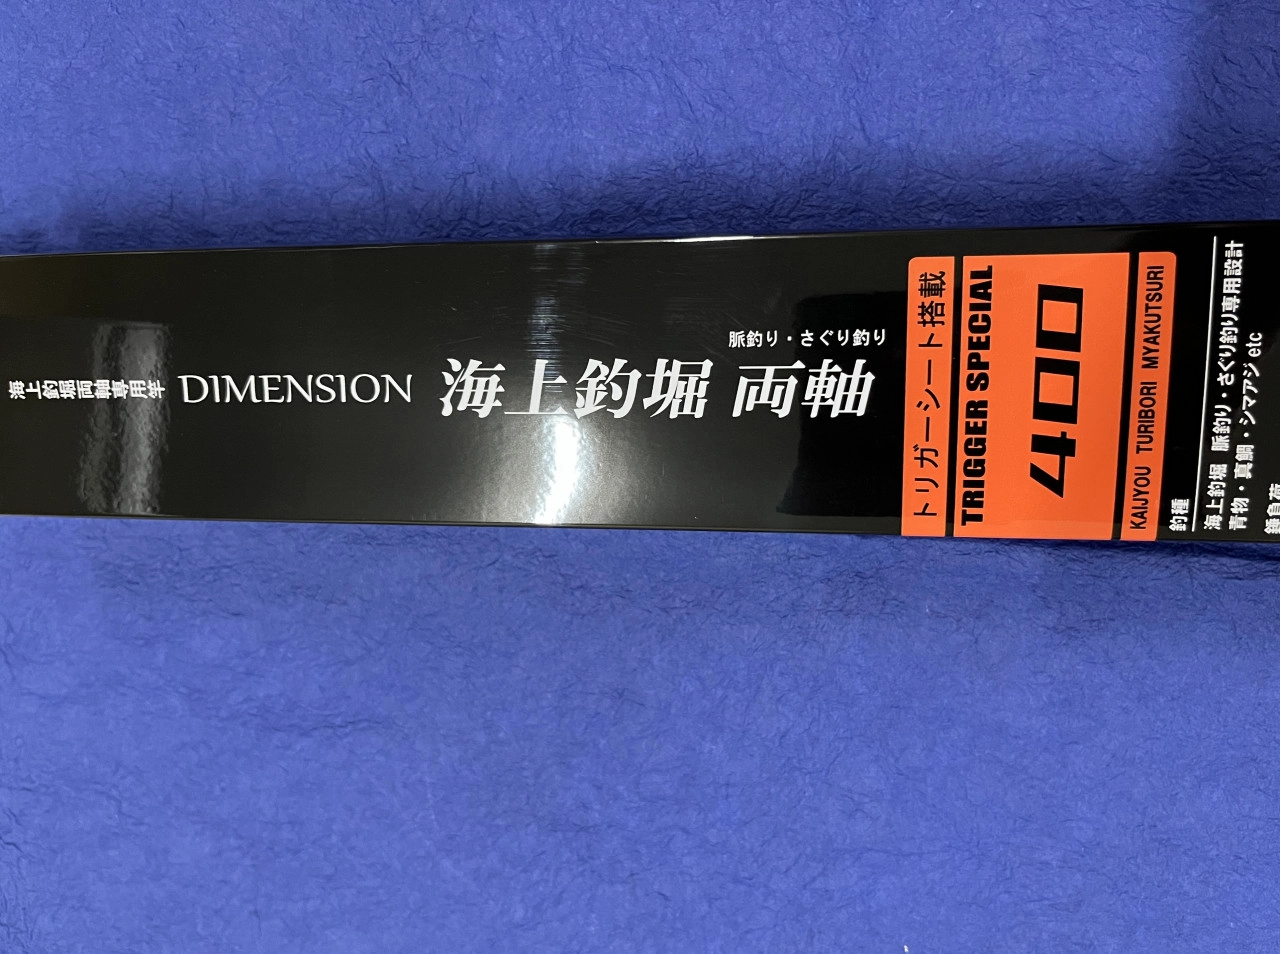 海上釣堀両軸専用竿
DIMENSION
脈釣り・さぐり釣り
海上釣堀 両軸
トリガーシート搭載
TRIGGER SPECIAL
400
KAIJYOU TURIBORI MYAKUTSURI
釣種
海上釣堀 脈釣り・さぐり釣り専用設計
青物・真鯛・シマアジ etc
錘負荷